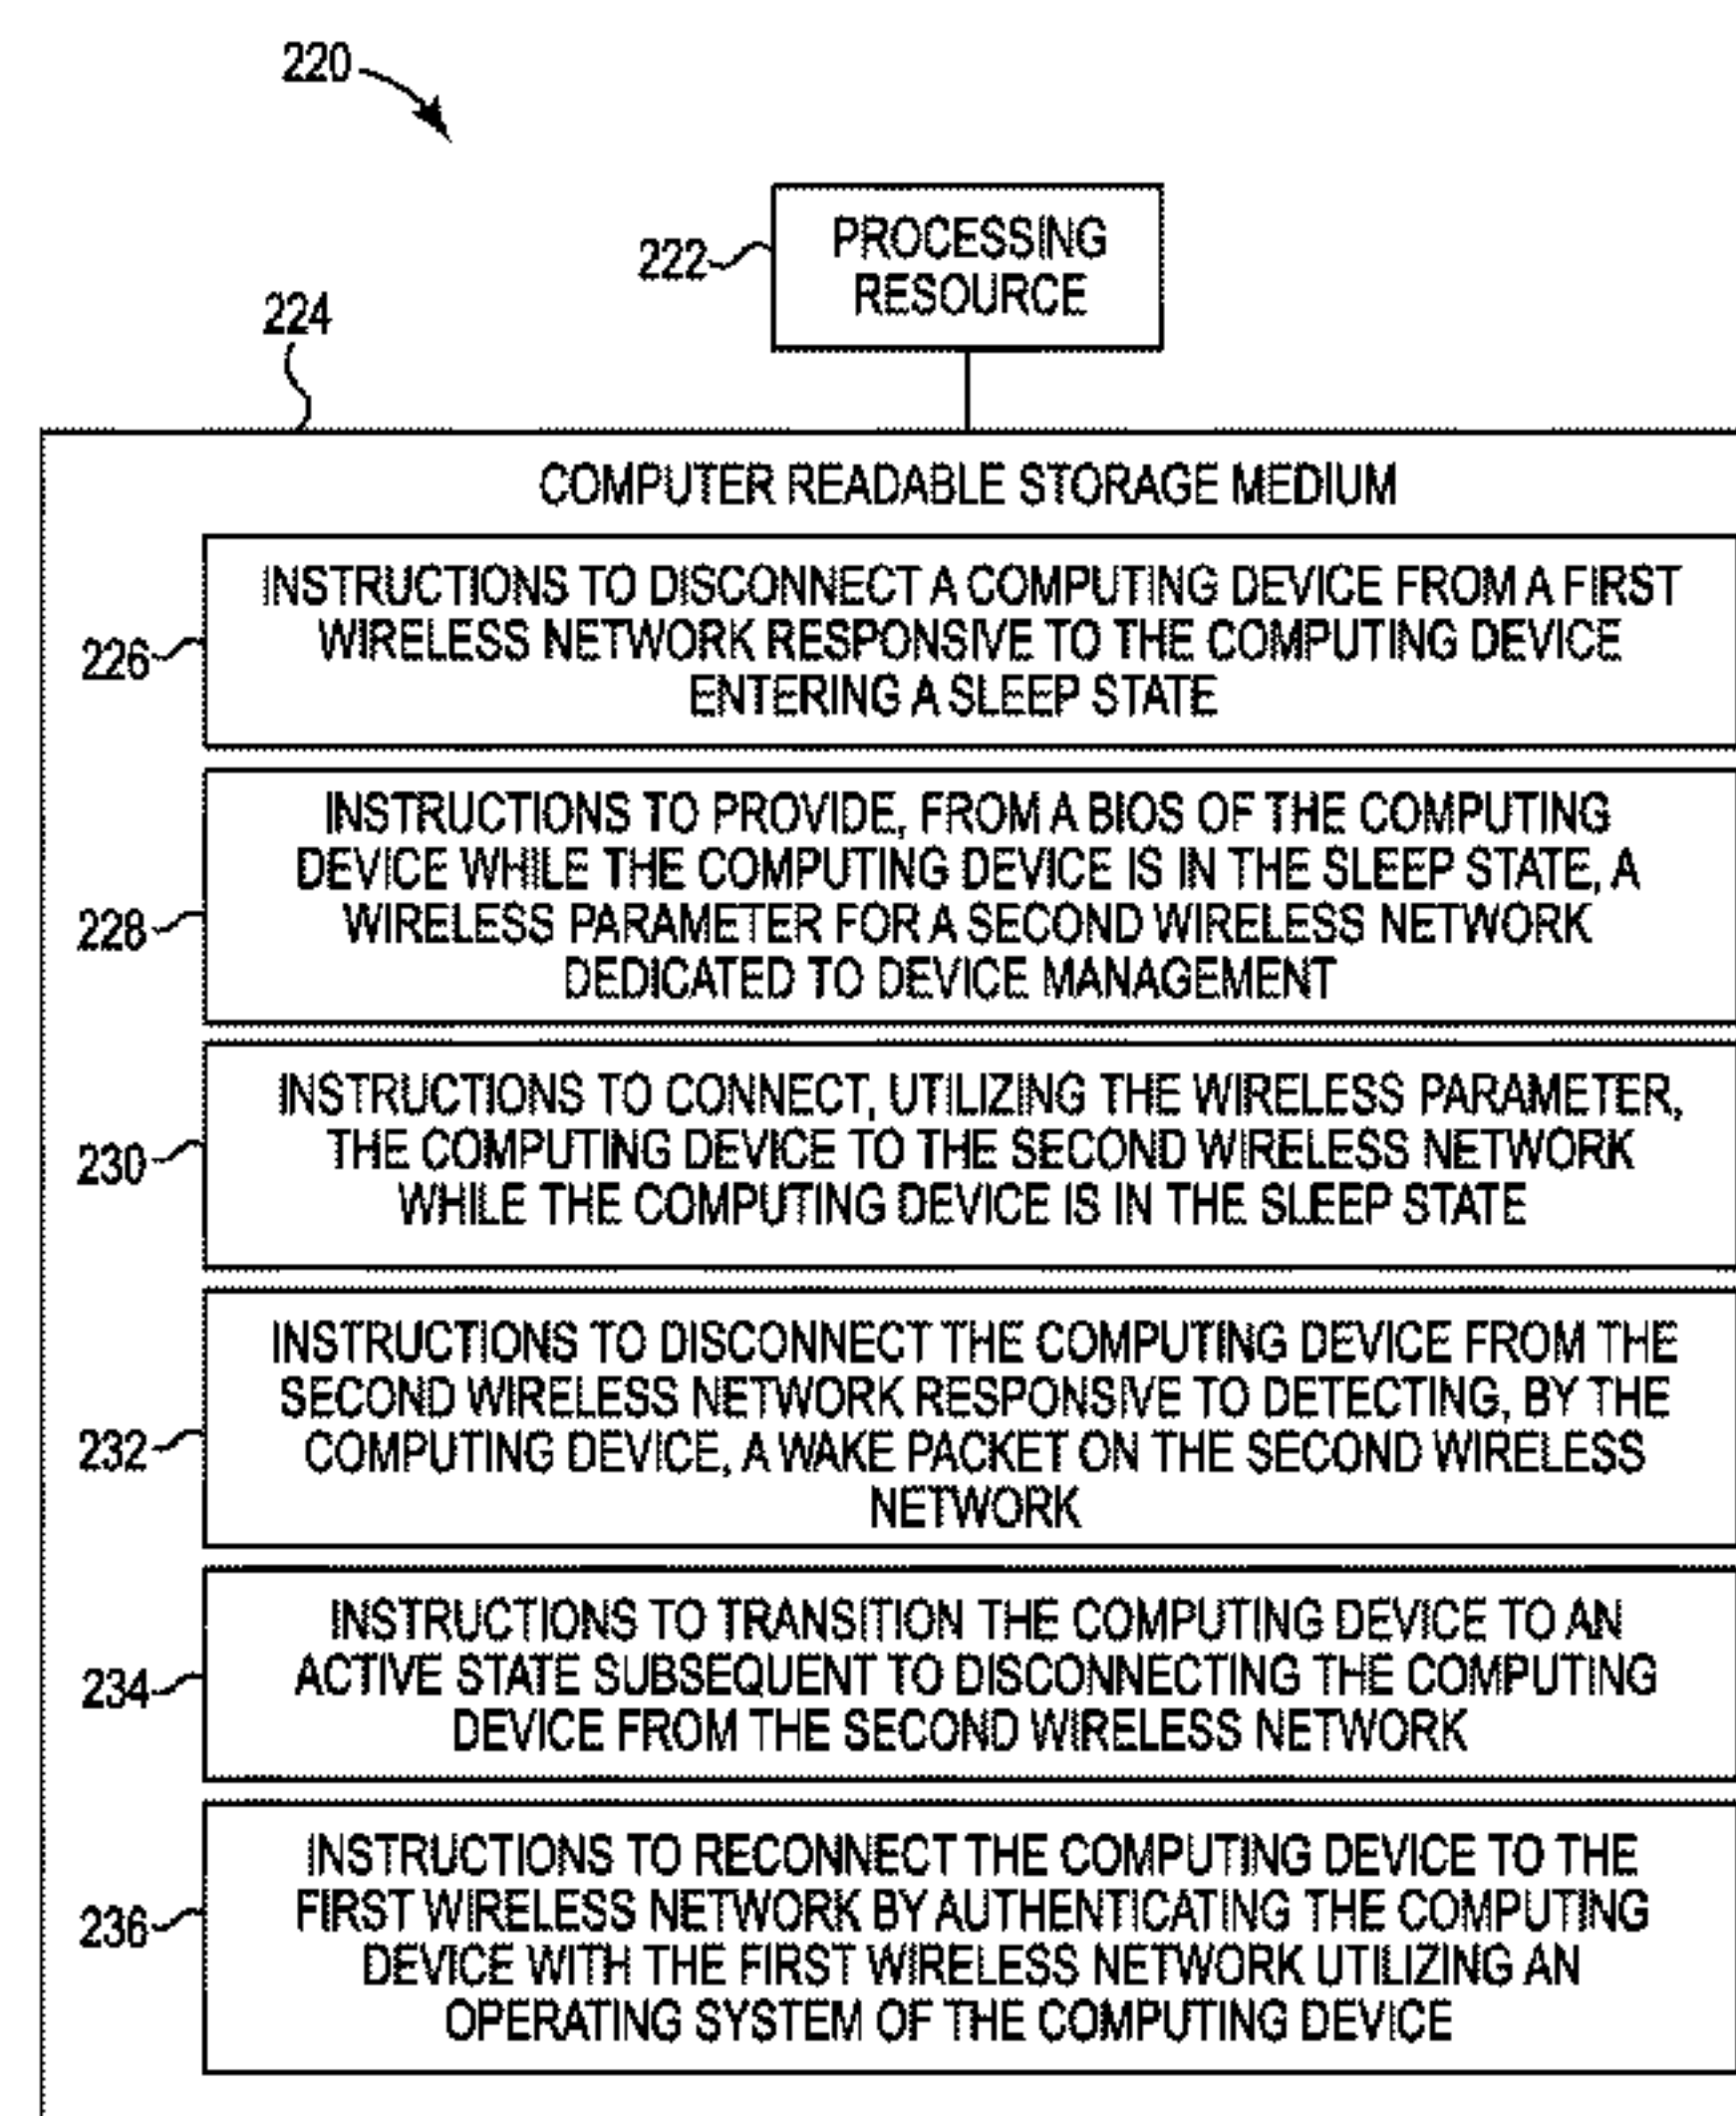 220
PROCESSING
RESOURCE
222
224
COMPUTER READABLE STORAGE MEDIUM
INSTRUCTIONS TO DISCONNECT A COMPUTING DEVICE FROM A FIRST
WIRELESS NETWORK RESPONSIVE TO THE COMPUTING DEVICE
ENTERING A SLEEP STATE
226
INSTRUCTIONS TO PROVIDE, FROM A BIOS OF THE COMPUTING
DEVICE WHILE THE COMPUTING DEVICE IS IN THE SLEEP STATE, A
WIRELESS PARAMETER FOR A SECOND WIRELESS NETWORK
DEDICATED TO DEVICE MANAGEMENT
228
INSTRUCTIONS TO CONNECT, UTILIZING THE WIRELESS PARAMETER,
THE COMPUTING DEVICE TO THE SECOND WIRELESS NETWORK
WHILE THE COMPUTING DEVICE IS IN THE SLEEP STATE
230
INSTRUCTIONS TO DISCONNECT THE COMPUTING DEVICE FROM THE
SECOND WIRELESS NETWORK RESPONSIVE TO DETECTING, BY THE
COMPUTING DEVICE, A WAKE PACKET ON THE SECOND WIRELESS
NETWORK
232
INSTRUCTIONS TO TRANSITION THE COMPUTING DEVICE TO AN
ACTIVE STATE SUBSEQUENT TO DISCONNECTING THE COMPUTING
DEVICE FROM THE SECOND WIRELESS NETWORK
234
INSTRUCTIONS TO RECONNECT THE COMPUTING DEVICE TO THE
FIRST WIRELESS NETWORK BY AUTHENTICATING THE COMPUTING
DEVICE WITH THE FIRST WIRELESS NETWORK UTILIZING AN
OPERATING SYSTEM OF THE COMPUTING DEVICE
236